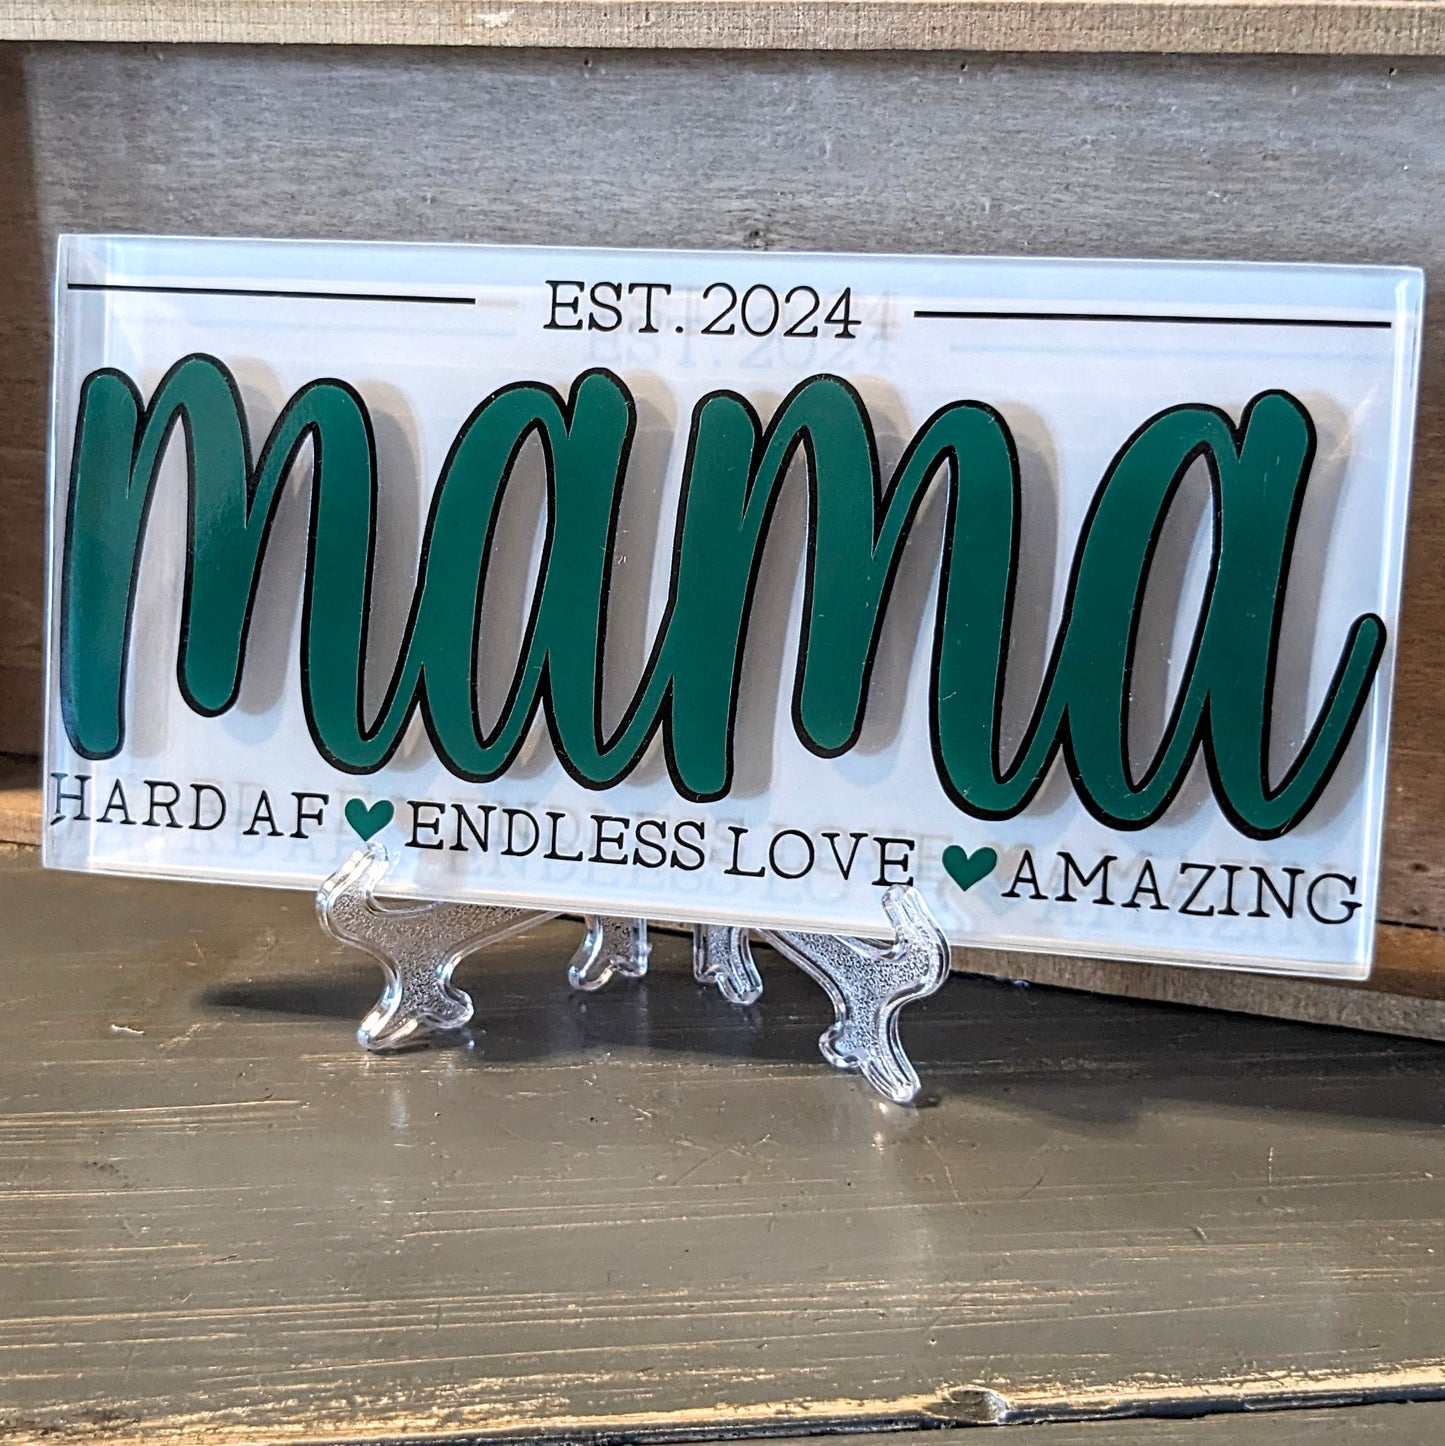 EST. 2024
mama
HARD AF ♥ ENDLESS LOVE ♥ AMAZING